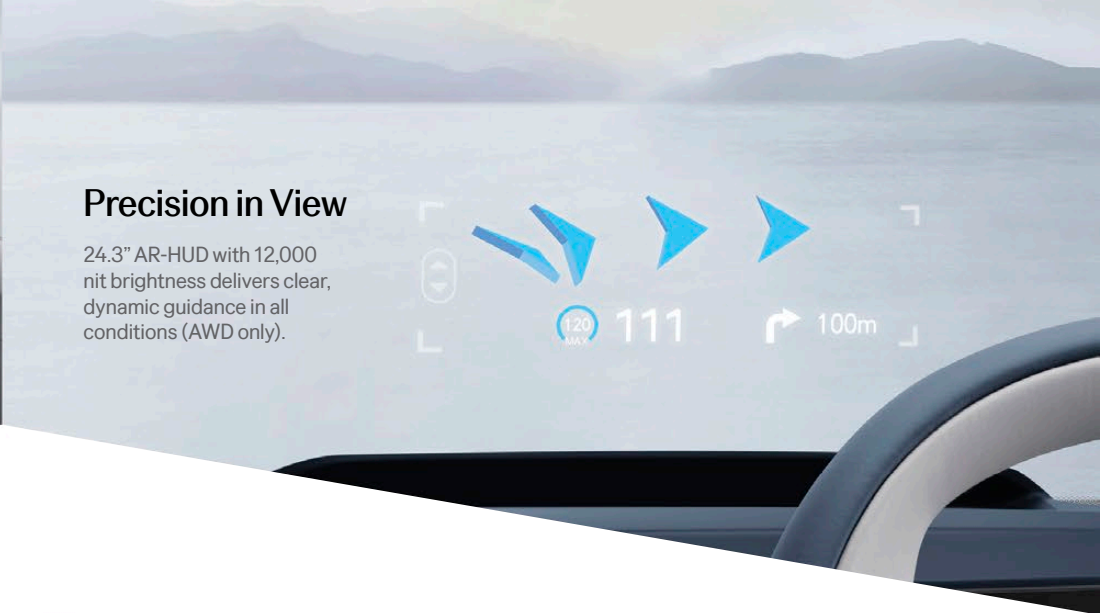 Precision in View
24.3” AR-HUD with 12,000
nit brightness delivers clear,
dynamic guidance in all
conditions (AWD only).
120
MAX
111
100m